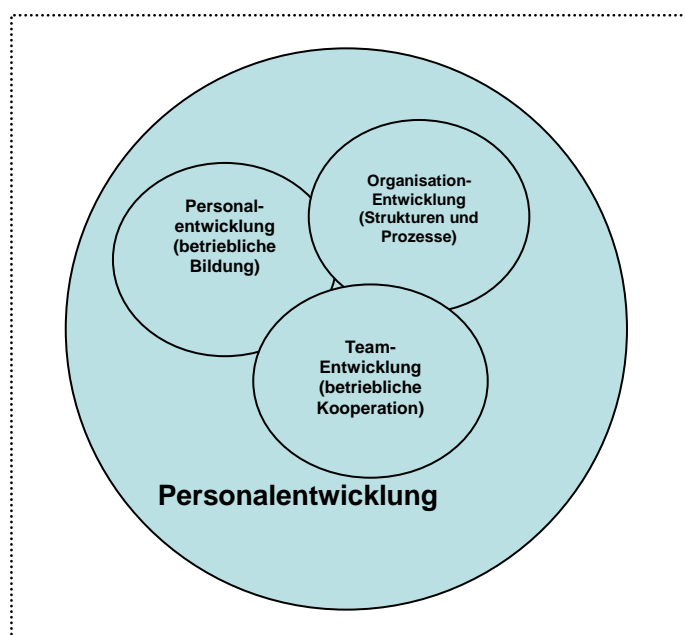 Personal-
entwicklung
(betriebliche
Bildung)
Organisation-
Entwicklung
(Strukturen und
Prozesse)
Team-
Entwicklung
(betriebliche
Kooperation)
Personalentwicklung